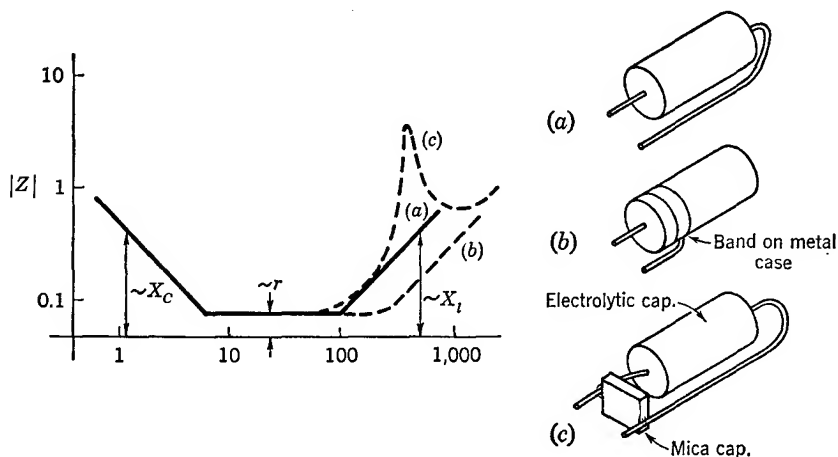 10
|Z|
1
0.1
~X_C
~r
~X_l
(a)
(b)
(c)
1
10
100
1,000
(a)
(b)
Band on metal
case
Electrolytic cap.
(c)
Mica cap.